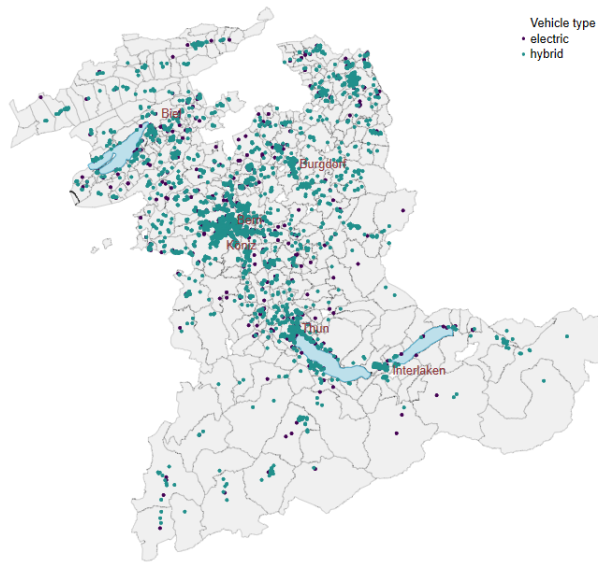 Vehicle type
electric
hybrid
Biel
Burgdorf
Bern
Köniz
Thun
Interlaken